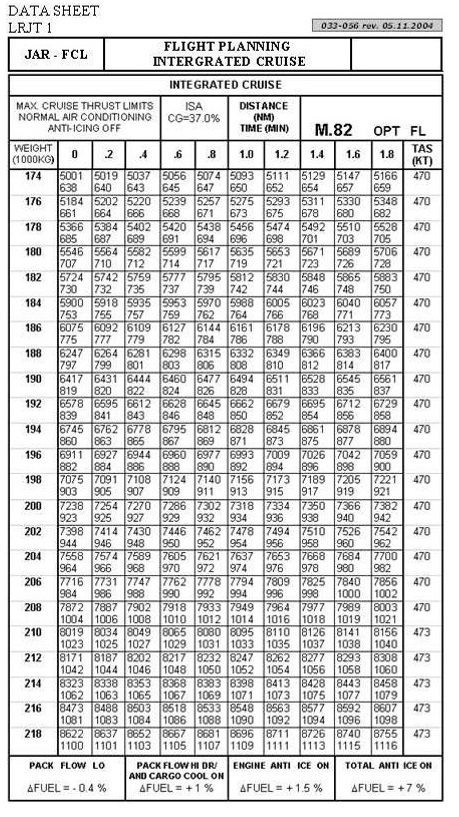 DATA SHEET
LRJT 1
033-056 rev. 05.11.2004
JAR - FCL
FLIGHT PLANNING
INTERGRATED CRUISE
INTEGRATED CRUISE
MAX. CRUISE THRUST LIMITS
NORMAL AIR CONDITIONING
ANTI-ICING OFF
ISA
CG=37.0%
DISTANCE
(NM)
TIME (MIN)
M.82 OPT FL
WEIGHT
(1000KG)
0 .2 .4 .6 .8 1.0 1.2 1.4 1.6 1.8
TAS
(KT)
174 5001 5019 5037 5056 5074 5093 5111 5129 5147 5166 470
638 640 643 645 647 650 652 654 657 659
176 5184 5202 5220 5239 5257 5275 5293 5311 5330 5348 470
661 664 666 668 671 673 675 678 680 682
178 5366 5384 5402 5420 5438 5456 5474 5492 5510 5528 470
685 687 689 691 694 696 698 701 703 705
180 5546 5564 5582 5599 5617 5635 5653 5671 5689 5706 470
707 710 712 714 717 719 721 723 726 728
182 5724 5742 5759 5777 5795 5812 5830 5848 5865 5883 470
730 732 735 737 739 742 744 746 748 750
184 5900 5918 5935 5953 5970 5988 6005 6023 6040 6057 470
753 755 757 759 762 764 766 768 771 773
186 6075 6092 6109 6127 6144 6161 6178 6196 6213 6230 470
775 777 779 782 784 786 788 790 793 795
188 6247 6264 6281 6298 6315 6332 6349 6366 6383 6400 470
797 799 801 803 806 808 810 812 814 817
190 6417 6431 6444 6460 6477 6494 6511 6528 6545 6561 470
819 820 822 824 826 828 831 833 835 837
192 6578 6595 6612 6628 6645 6662 6679 6695 6712 6729 470
839 841 843 846 848 850 852 854 856 858
194 6745 6762 6778 6795 6812 6828 6845 6861 6878 6894 470
860 863 865 867 869 871 873 875 877 880
196 6911 6927 6944 6960 6977 6993 7009 7026 7042 7059 470
882 884 886 888 890 892 894 896 898 900
198 7075 7091 7108 7124 7140 7156 7173 7189 7205 7221 470
903 905 907 909 911 913 915 917 919 921
200 7238 7254 7270 7286 7302 7318 7334 7350 7366 7382 470
923 925 927 929 932 934 936 938 940 942
202 7398 7414 7430 7446 7462 7478 7494 7510 7526 7542 470
944 946 948 950 952 954 956 958 960 962
204 7558 7574 7589 7605 7621 7637 7653 7668 7684 7700 470
964 966 968 970 972 974 976 978 980 982
206 7716 7731 7747 7762 7778 7794 7809 7825 7840 7856 470
984 986 988 990 992 994 996 998 1000 1002
208 7872 7887 7902 7918 7933 7949 7964 7977 7989 8003 470
1004 1006 1008 1010 1012 1014 1016 1018 1019 1021
210 8019 8034 8049 8065 8080 8095 8110 8126 8141 8156 473
1023 1025 1027 1029 1031 1033 1035 1037 1038 1040
212 8171 8187 8202 8217 8232 8247 8262 8277 8293 8308 473
1042 1044 1046 1048 1050 1052 1054 1056 1058 1060
214 8323 8338 8353 8368 8383 8398 8413 8428 8443 8458 473
1062 1063 1065 1067 1069 1071 1073 1075 1077 1079
216 8473 8488 8503 8518 8533 8548 8563 8577 8592 8607 473
1081 1083 1084 1086 1088 1090 1092 1094 1096 1098
218 8622 8637 8652 8667 8681 8696 8711 8726 8740 8755 473
1100 1101 1103 1105 1107 1109 1111 1113 1115 1116
PACK FLOW LO
ΔFUEL = - 0.4 %
PACK FLOW HI DR/
AND CARGO COOL ON
ΔFUEL = + 1 %
ENGINE ANTI ICE ON
ΔFUEL = + 1.5 %
TOTAL ANTI ICE ON
ΔFUEL = + 7 %